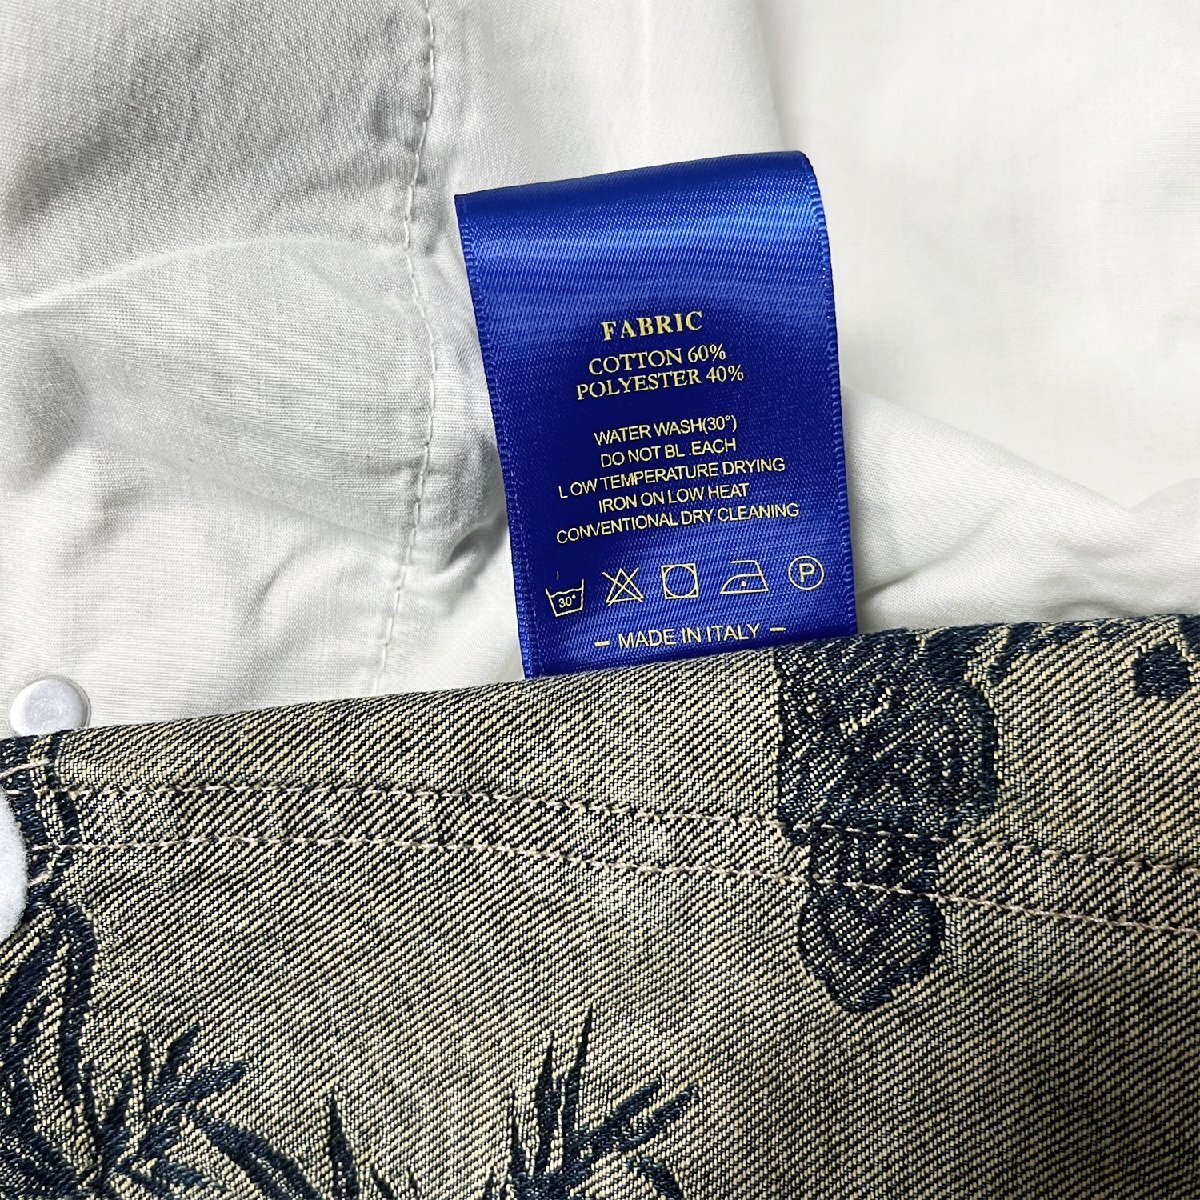 FABRIC
COTTON 60%
POLYESTER 40%
WATER WASH(30°)
DO NOT BL EACH
L OW TEMPERATURE DRYING
IRON ON LOW HEAT
CONVENTIONAL DRY CLEANING
30° P
– MADE IN ITALY –